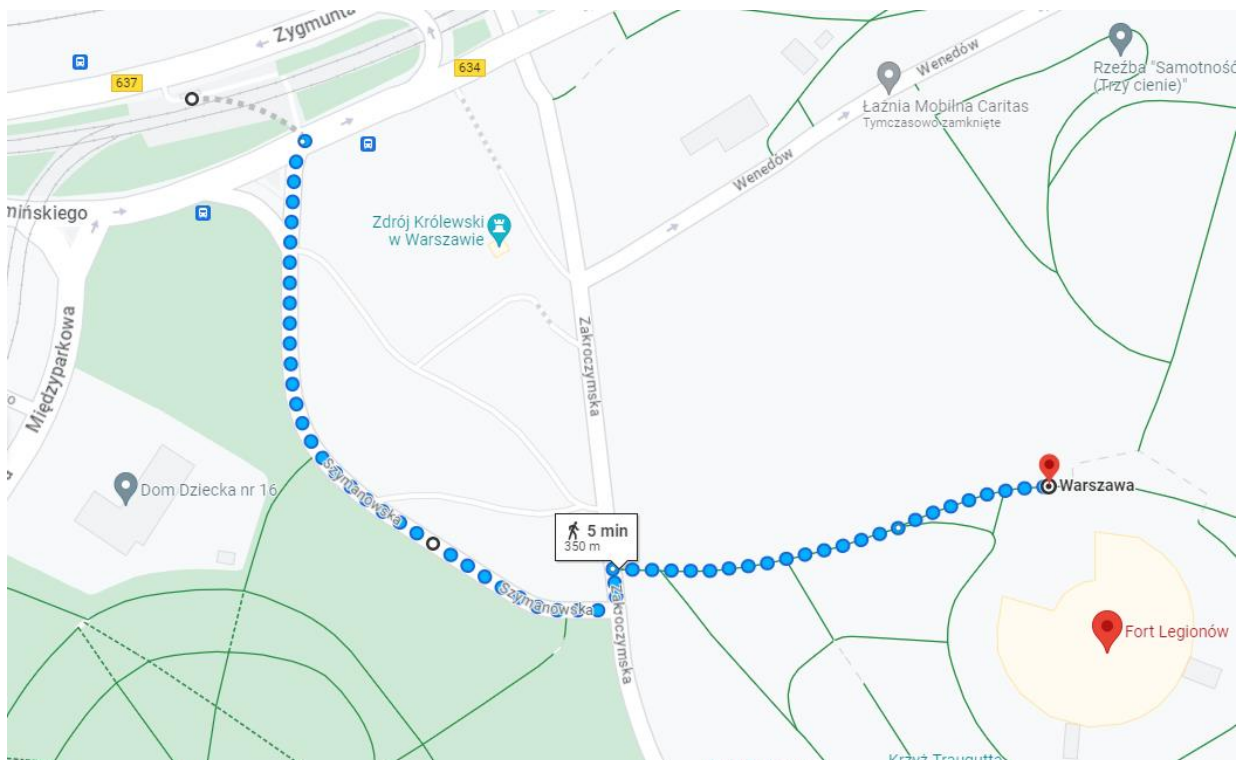 Zygmunta
637
634
Rzeźba "Samotność
(Trzy cienie)"
Wenedów
Łaźnia Mobilna Caritas
Tymczasowo zamknięte
Wenedów
mińskiego
Zdrój Królewski
w Warszawie
Międzyparkowa
Zakroczymska
Szymanowska
Dom Dziecka nr 16
Warszawa
5 min
350 m
Szymanowska
Zakroczymska
Fort Legionów
Krzyż Traugutta